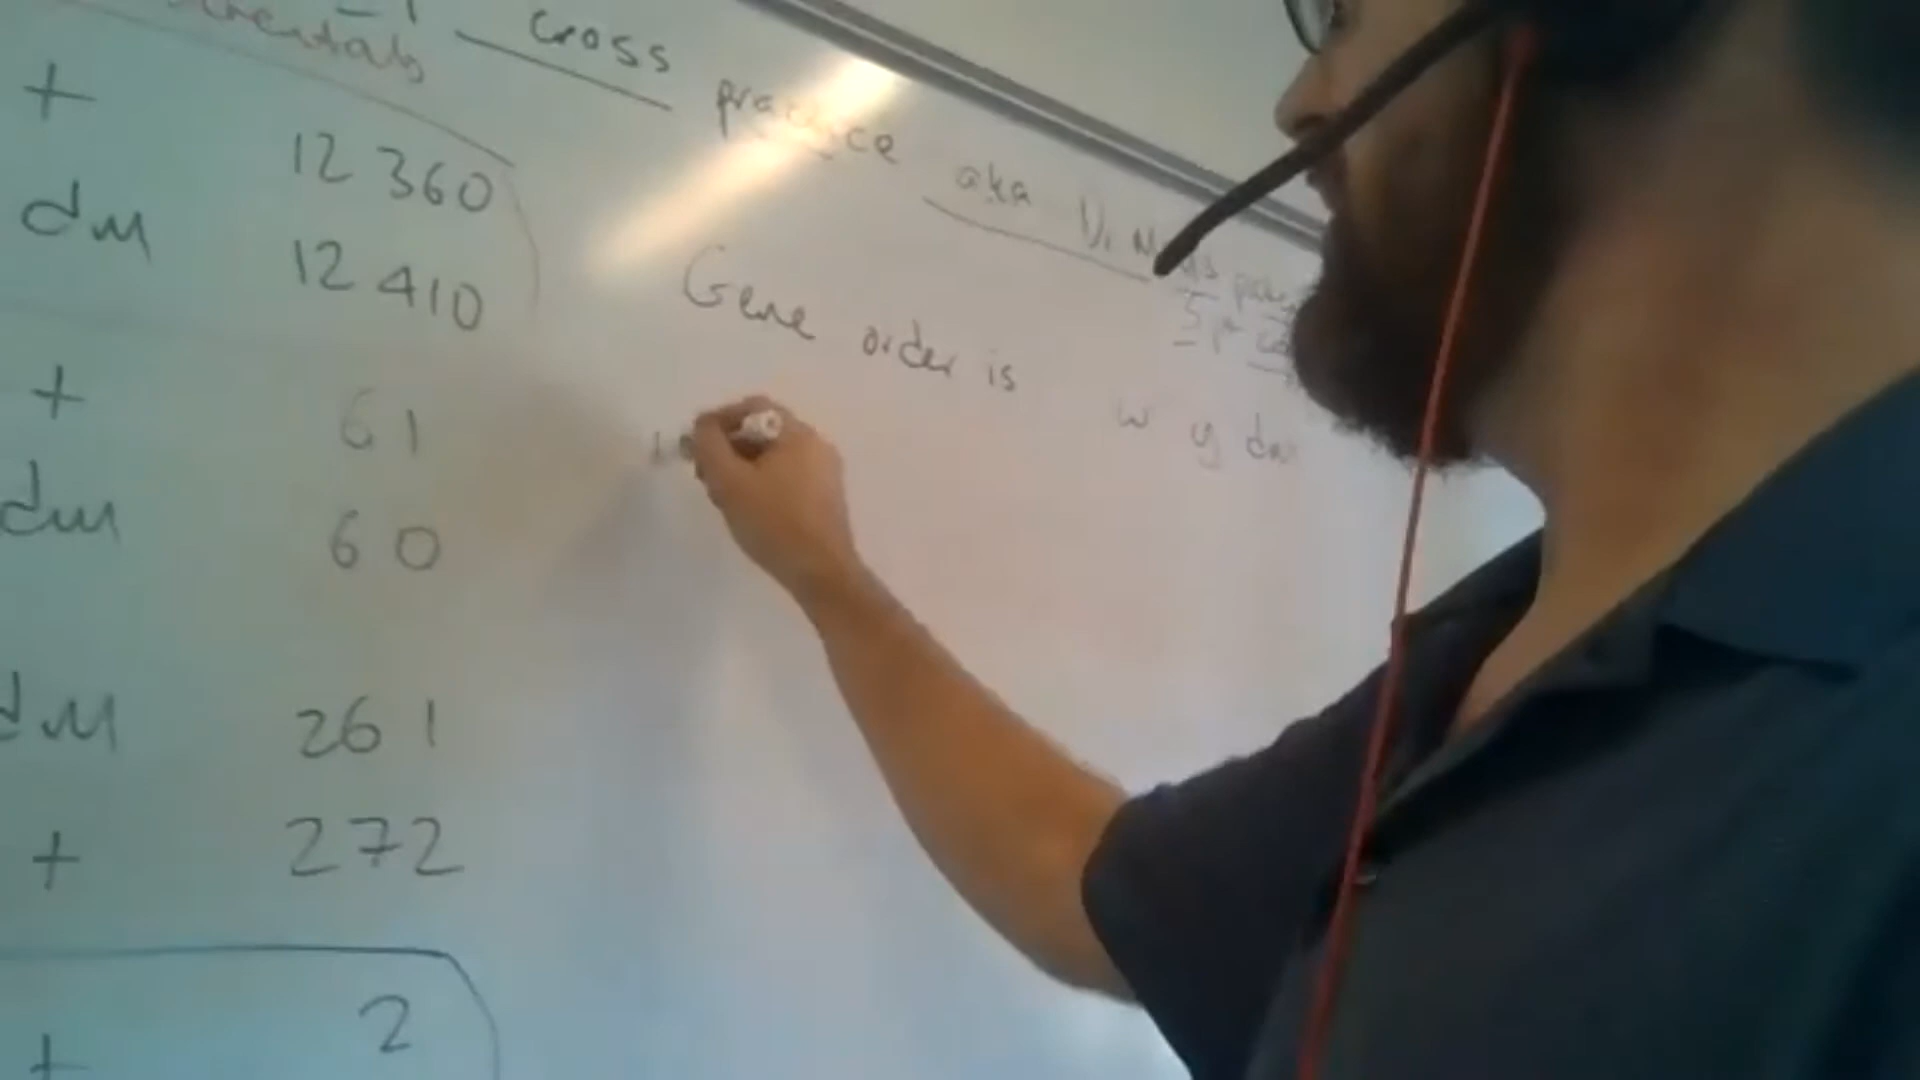 cross practice aka
+ 12 360
dm 12 410
Gene order is w y dm
+ 61
dm 60
dm 261
+ 272
+ 2